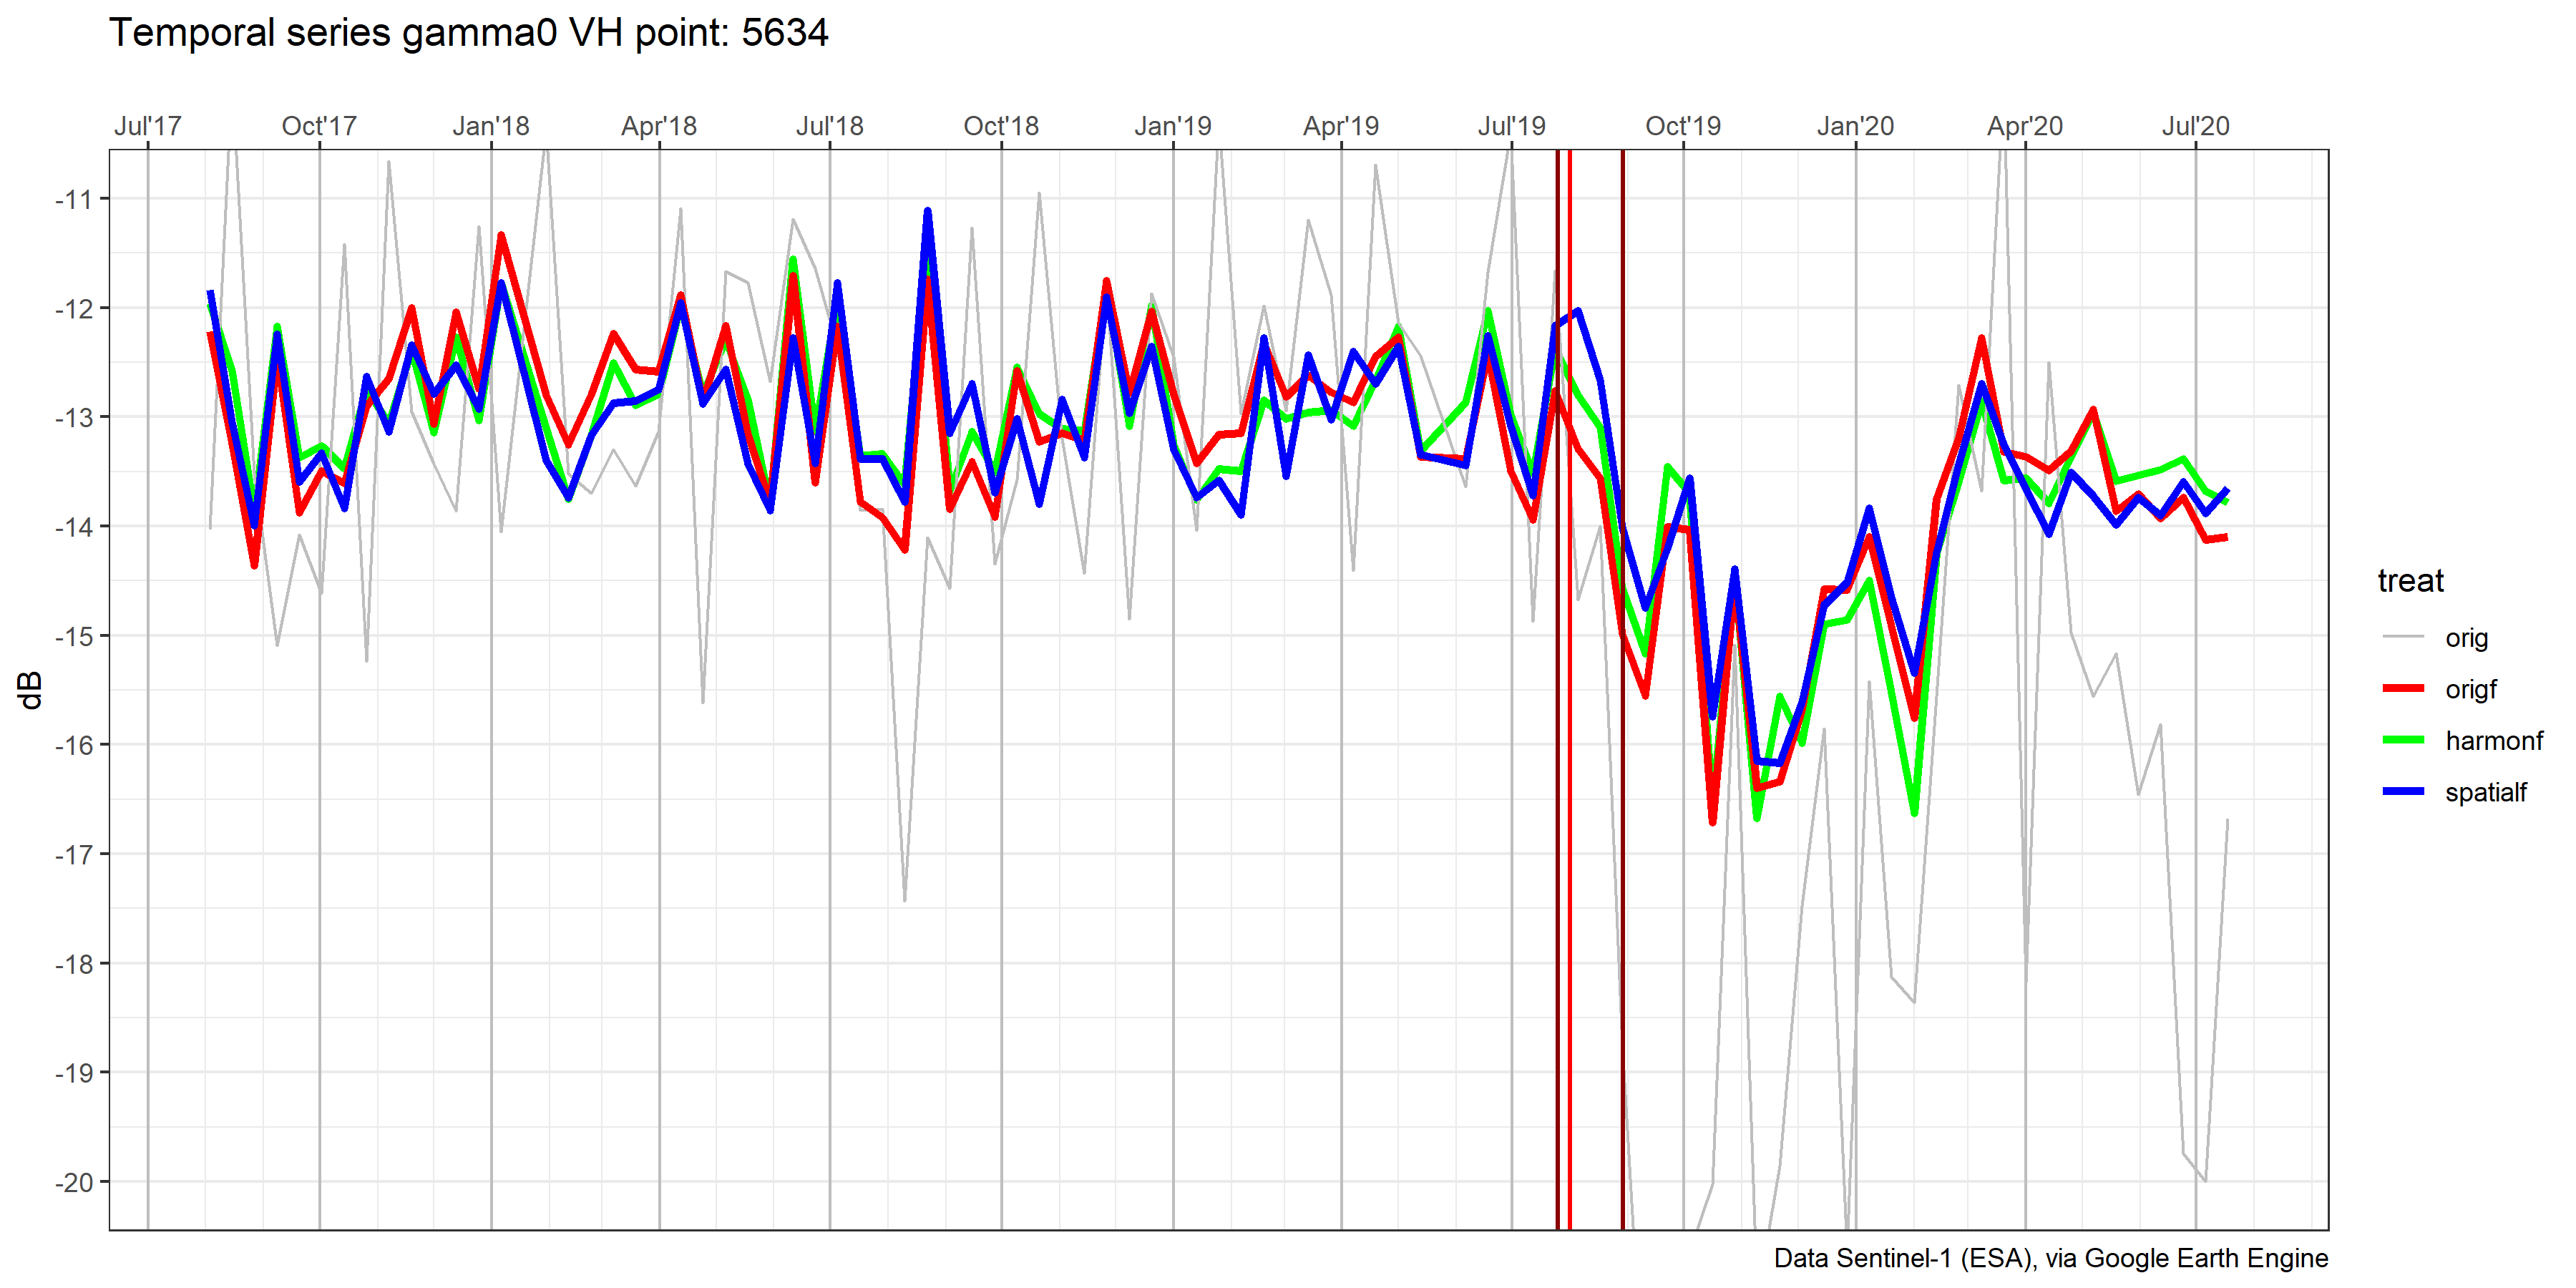 Temporal series gamma0 VH point: 5634
Jul'17 Oct'17 Jan'18 Apr'18 Jul'18 Oct'18 Jan'19 Apr'19 Jul'19 Oct'19 Jan'20 Apr'20 Jul'20
-11
-12
-13
-14
-15
-16
-17
-18
-19
-20
dB
treat
orig
origf
harmonf
spatialf
Data Sentinel-1 (ESA), via Google Earth Engine